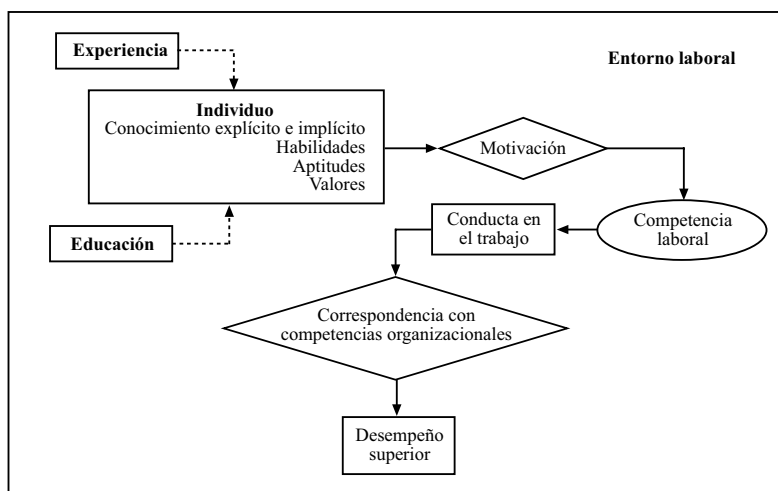 Experiencia
Entorno laboral
Individuo
Conocimiento explícito e implícito
Habilidades
Aptitudes
Valores
Motivación
Educación
Conducta en
el trabajo
Competencia
laboral
Correspondencia con
competencias organizacionales
Desempeño
superior